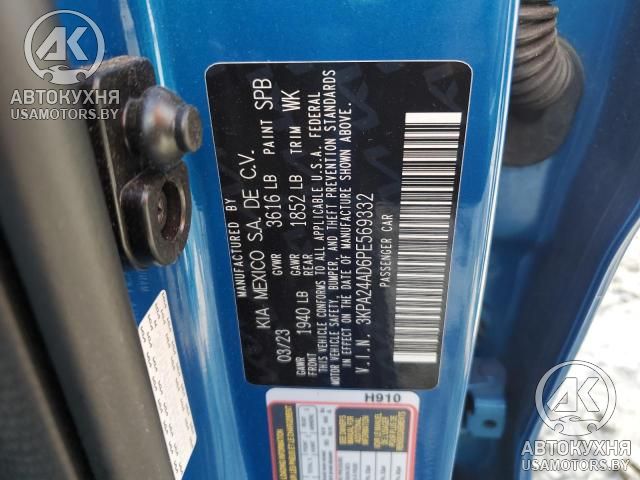 AK
АВТОКУХНЯ
USAMOTORS.BY
MANUFACTURED BY
KIA MEXICO S.A. DE C.V.
03/23 GVWR 3616 LB PAINT SPB
GAWR FRONT 1940 LB GAWR REAR 1852 LB TRIM WK
THIS VEHICLE CONFORMS TO ALL APPLICABLE U.S.A. FEDERAL
MOTOR VEHICLE SAFETY, BUMPER, AND THEFT PREVENTION STANDARDS
IN EFFECT ON THE DATE OF MANUFACTURE SHOWN ABOVE.
V.I.N. 3KPA24AD6PE569332
PASSENGER CAR
H910
AK
АВТОКУХНЯ
USAMOTORS.BY